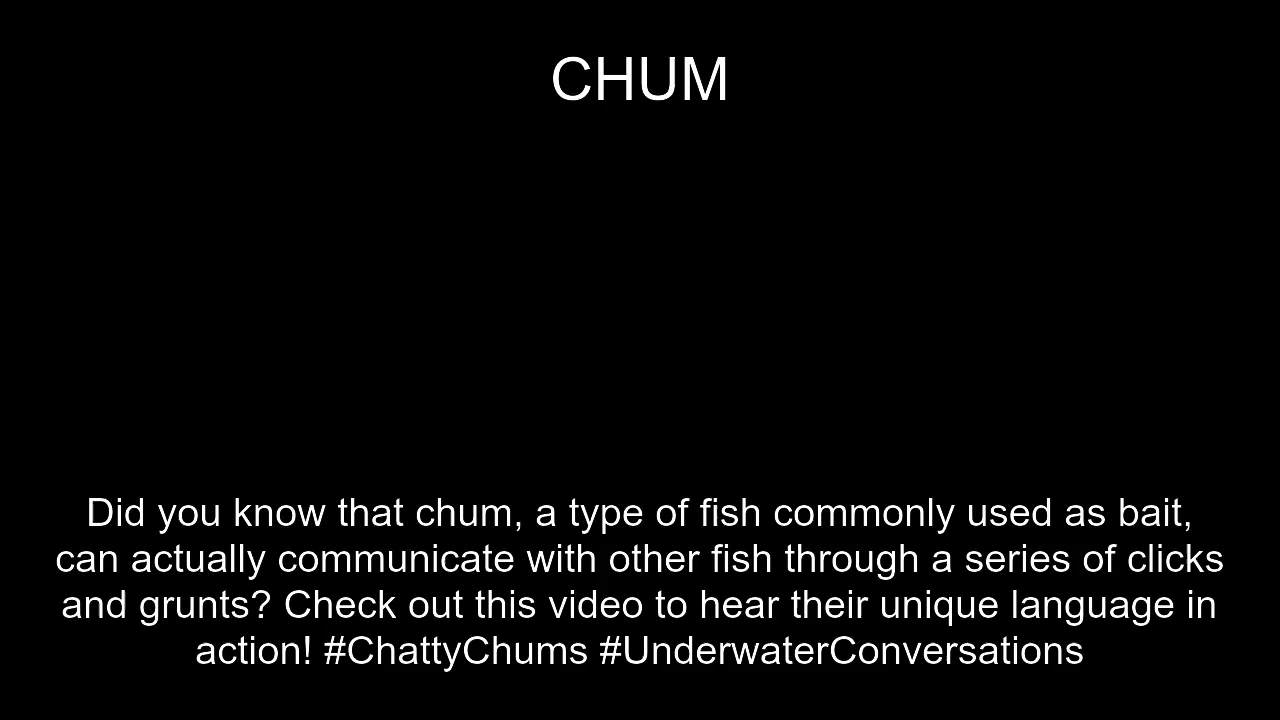 CHUM
Did you know that chum, a type of fish commonly used as bait,
can actually communicate with other fish through a series of clicks
and grunts? Check out this video to hear their unique language in
action! #ChattyChums #UnderwaterConversations